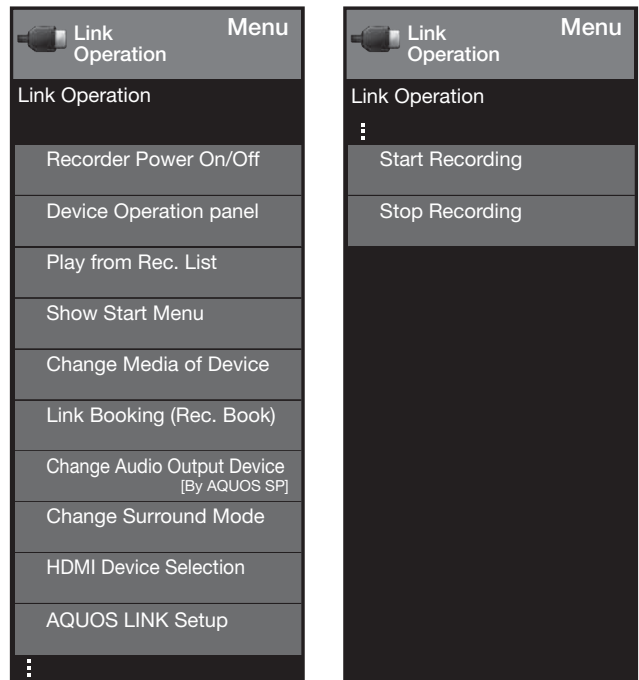 Link
Operation
Menu
Link Operation
Recorder Power On/Off
Device Operation panel
Play from Rec. List
Show Start Menu
Change Media of Device
Link Booking (Rec. Book)
Change Audio Output Device
[By AQUOS SP]
Change Surround Mode
HDMI Device Selection
AQUOS LINK Setup
Link
Operation
Menu
Link Operation
Start Recording
Stop Recording